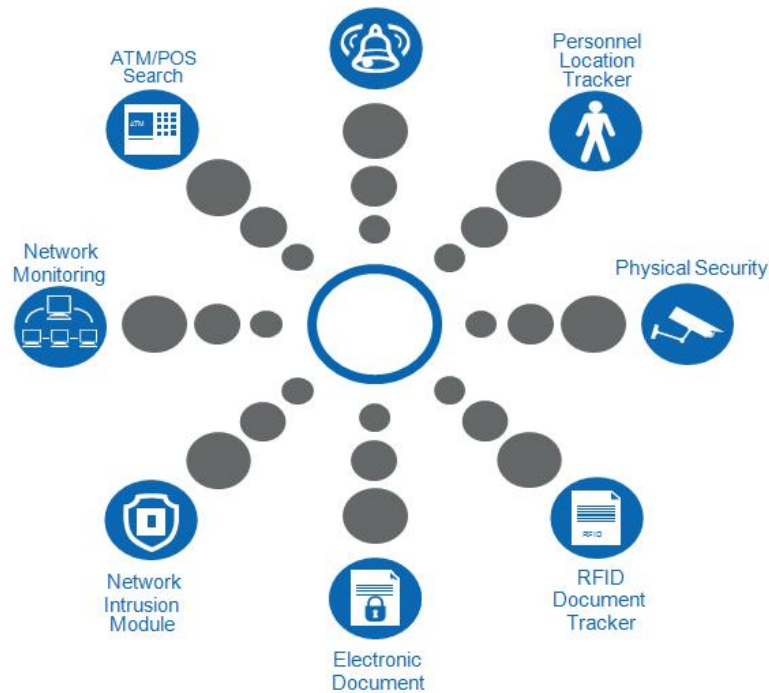 ATM/POS
Search
ATM
Personnel
Location
Tracker
Network
Monitoring
Physical Security
Network
Intrusion
Module
RFID
RFID
Document
Tracker
Electronic
Document